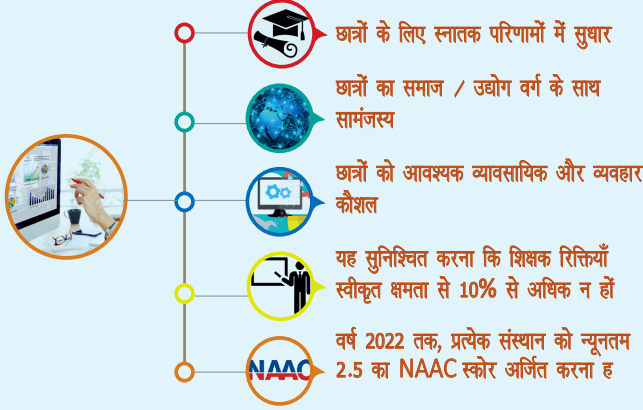 छात्रों के लिए स्नातक परिणामों में सुधार
छात्रों का समाज / उद्योग वर्ग के साथ
सामंजस्य
छात्रों को आवश्यक व्यावसायिक और व्यवहार
कौशल
यह सुनिश्चित करना कि शिक्षक रिक्तियाँ
स्वीकृत क्षमता से 10% से अधिक न हों
वर्ष 2022 तक, प्रत्येक संस्थान को न्यूनतम
NAAC
2.5 का NAAC स्कोर अर्जित करना ह